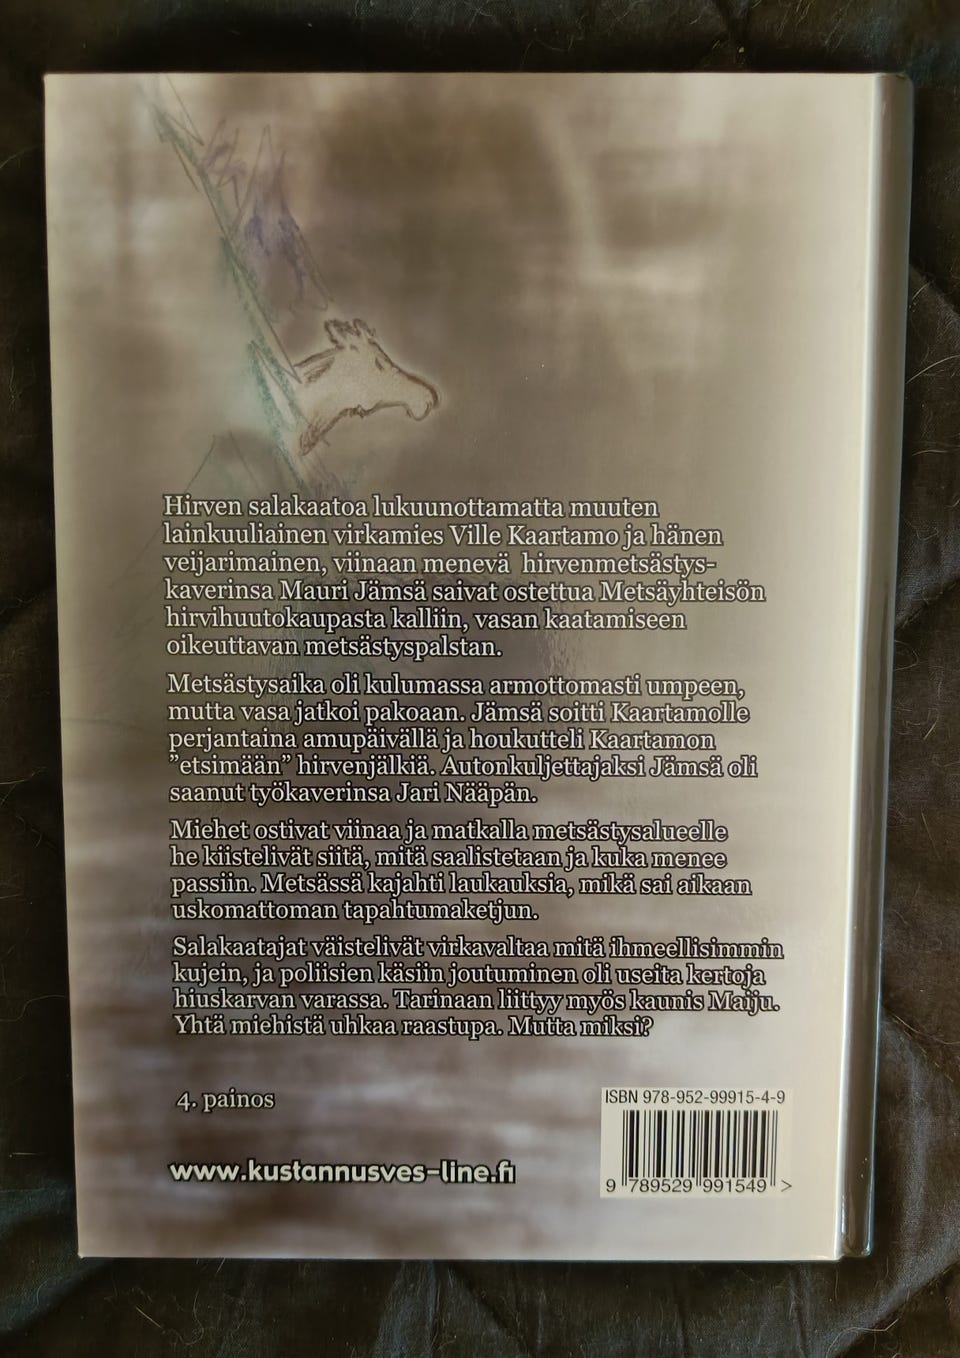 Hirven salakaatoa lukuunottamatta muuten
lainkuuliainen virkamies Ville Kaartamo ja hänen
veijarimainen, viinaan menevä hirvenmetsästys-
kaverinsa Mauri Jämsä saivat ostettua Metsäyhteisön
hirvihuutokaupasta kalliin, vasan kaatamiseen
oikeuttavan metsästyspalstan.
Metsästysaika oli kulumassa armottomasti umpeen,
mutta vasa jatkoi pakoaan. Jämsä soitti Kaartamolle
perjantaina amupäivällä ja houkutteli Kaartamon
”etsimään” hirvenjälkiä. Autonkuljettajaksi Jämsä oli
saanut työkaverinsa Jari Nääpän.
Miehet ostivat viinaa ja matkalla metsästysalueelle
he kiistelivät siitä, mitä saalistetaan ja kuka menee
passiin. Metsässä kajahti laukauksia, mikä sai aikaan
uskomattoman tapahtumaketjun.
Salakaatajat väistelivät virkavaltaa mitä ihmeellisimmin
kujein, ja poliisien käsiin joutuminen oli useita kertoja
hiuskarvan varassa. Tarinaan liittyy myös kaunis Maiju.
Yhtä miehistä uhkaa raastupa. Mutta miksi?
4. painos
ISBN 978-952-99915-4-9
www.kustannusves-line.fi
9 789529 991549 >